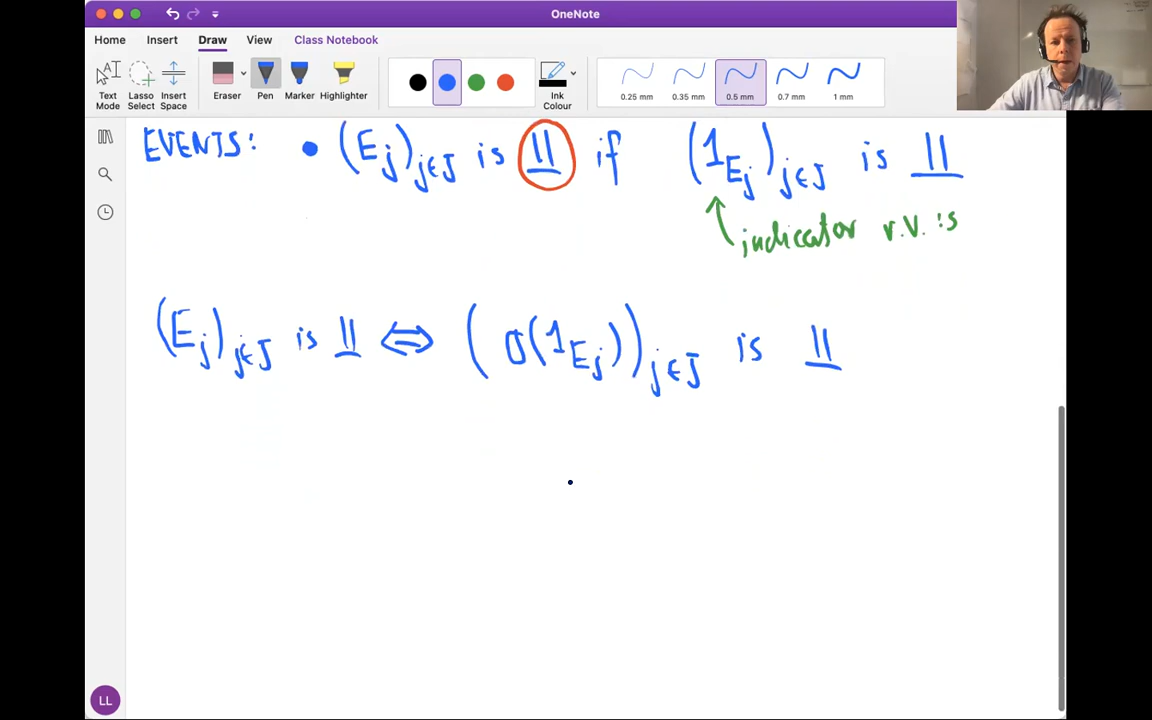 OneNote
Home Insert Draw View Class Notebook
Text Mode Lasso Select Insert Space Eraser Pen Marker Highlighter Ink Colour 0.25 mm 0.35 mm 0.5 mm 0.7 mm 1 mm
EVENTS: • (E_j)_{j∈J} is ⫫ if (1_{E_j})_{j∈J} is ⫫
indicator r.v.'s
(E_j)_{j∈J} is ⫫ ⇔ (σ(1_{E_j}))_{j∈J} is ⫫
LL